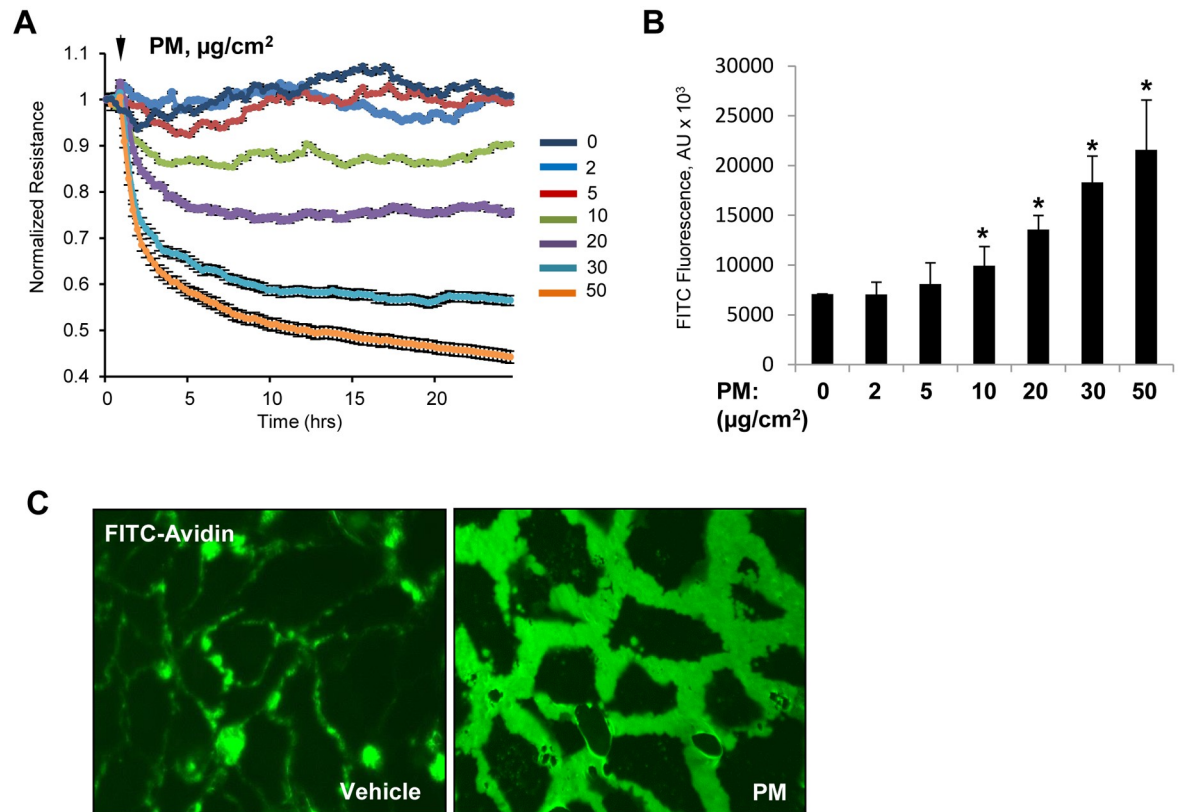 A
PM, µg/cm²
1.1
1
0.9
0.8
0.7
0.6
0.5
0.4
Normalized Resistance
0 5 10 15 20
Time (hrs)
0
2
5
10
20
30
50
B
30000
25000
20000
15000
10000
5000
0
FITC Fluorescence, AU x 10³
* * * * *
PM: 0 2 5 10 20 30 50
(µg/cm²)
C
FITC-Avidin
Vehicle
PM